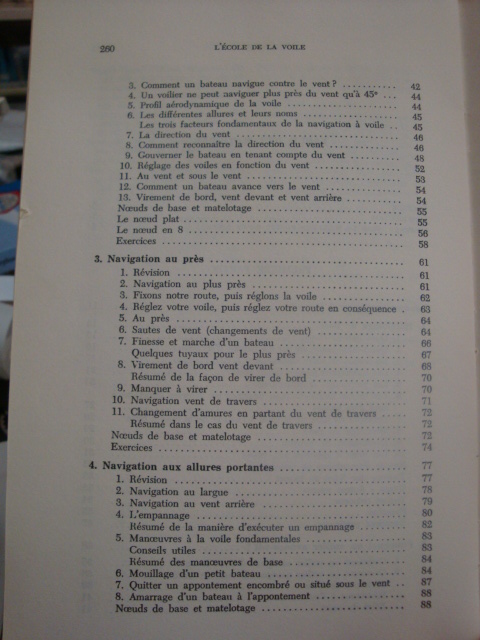 260 L'ÉCOLE DE LA VOILE
3. Comment un bateau navigue contre le vent? .......... 42
4. Un voilier ne peut naviguer plus près du vent qu'à 45° ... 44
5. Profil aérodynamique de la voile .................... 44
6. Les différentes allures et leurs noms .................. 45
Les trois facteurs fondamentaux de la navigation à voile .. 45
7. La direction du vent ............................ 46
8. Comment reconnaître la direction du vent ............ 46
9. Gouverner le bateau en tenant compte du vent ........ 48
10. Réglage des voiles en fonction du vent .............. 52
11. Au vent et sous le vent .......................... 53
12. Comment un bateau avance vers le vent ............ 54
13. Virement de bord, vent devant et vent arrière .......... 54
Nœuds de base et matelotage .......................... 55
Le nœud plat .................................... 55
Le nœud en 8 .................................... 56
Exercices ........................................ 58
3. Navigation au près .............................. 61
1. Révision ........................................ 61
2. Navigation au plus près .......................... 61
3. Fixons notre route, puis réglons la voile .............. 62
4. Réglez votre voile, puis réglez votre route en conséquence . 63
5. Au près ........................................ 64
6. Sautes de vent (changements de vent) ................ 64
7. Finesse et marche d'un bateau ...................... 66
Quelques tuyaux pour le plus près .................. 67
8. Virement de bord vent devant ...................... 68
Résumé de la façon de virer de bord ................ 70
9. Manquer à virer ................................ 70
10. Navigation vent de travers ........................ 71
11. Changement d'amures en partant du vent de travers ..... 72
Résumé dans le cas du vent de travers ................ 72
Nœuds de base et matelotage .......................... 72
Exercices ........................................ 74
4. Navigation aux allures portantes .................... 77
1. Révision ........................................ 77
2. Navigation au largue ............................ 78
3. Navigation au vent arrière ........................ 79
4. L'empannage .................................... 80
Résumé de la manière d'exécuter un empannage ........ 82
5. Manœuvres à la voile fondamentales ................ 83
Conseils utiles .................................. 83
Résumé des manœuvres de base .................... 84
6. Mouillage d'un petit bateau ........................ 84
7. Quitter un appontement encombré ou situé sous le vent .. 87
8. Amarrage d'un bateau à l'appontement .............. 88
Nœuds de base et matelotage .......................... 88